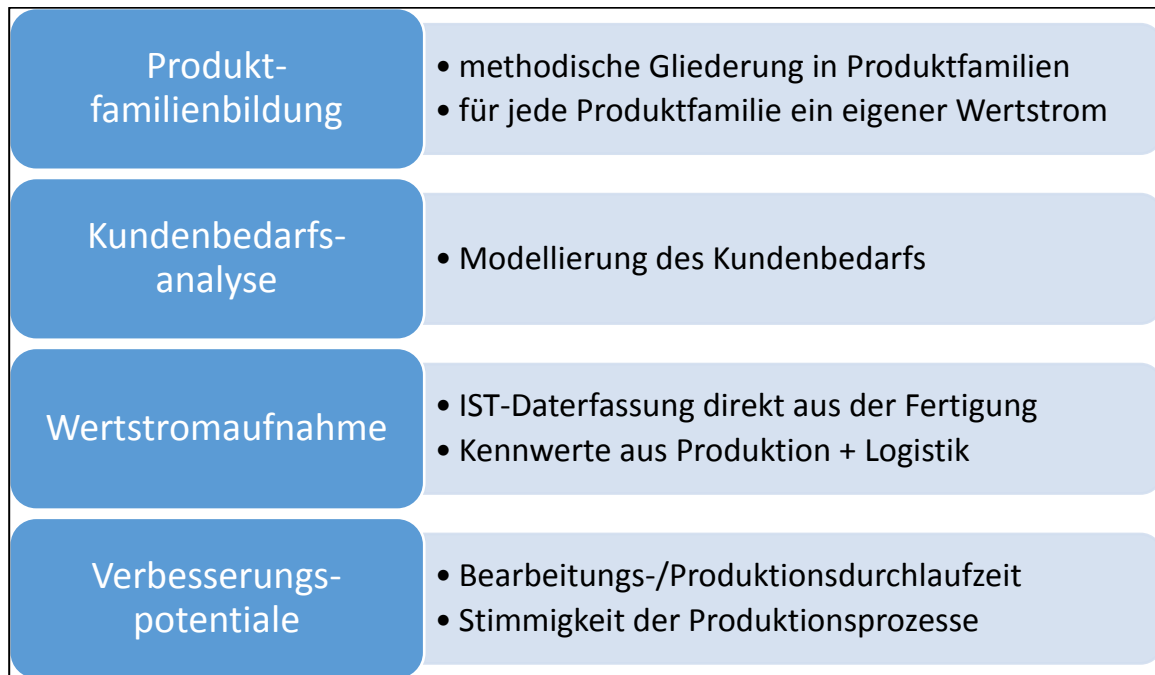 Produkt-
familienbildung
• methodische Gliederung in Produktfamilien
• für jede Produktfamilie ein eigener Wertstrom
Kundenbedarfs-
analyse
• Modellierung des Kundenbedarfs
Wertstromaufnahme
• IST-Daterfassung direkt aus der Fertigung
• Kennwerte aus Produktion + Logistik
Verbesserungs-
potentiale
• Bearbeitungs-/Produktionsdurchlaufzeit
• Stimmigkeit der Produktionsprozesse